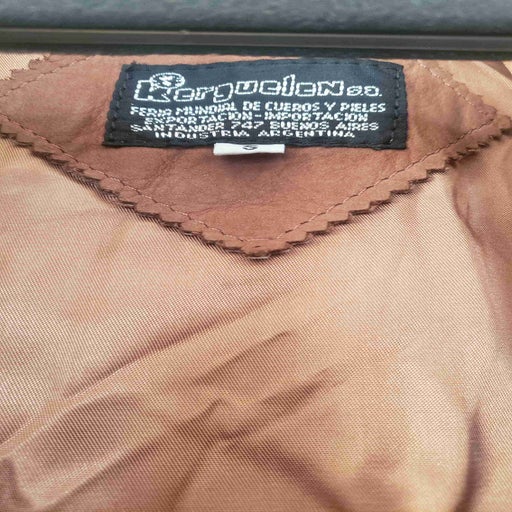 Kerguelen s.a.
FERIA MUNDIAL DE CUEROS Y PIELES
EXPORTACION-IMPORTACION
SANTANDER 747 BUENOS AIRES
INDUSTRIA ARGENTINA